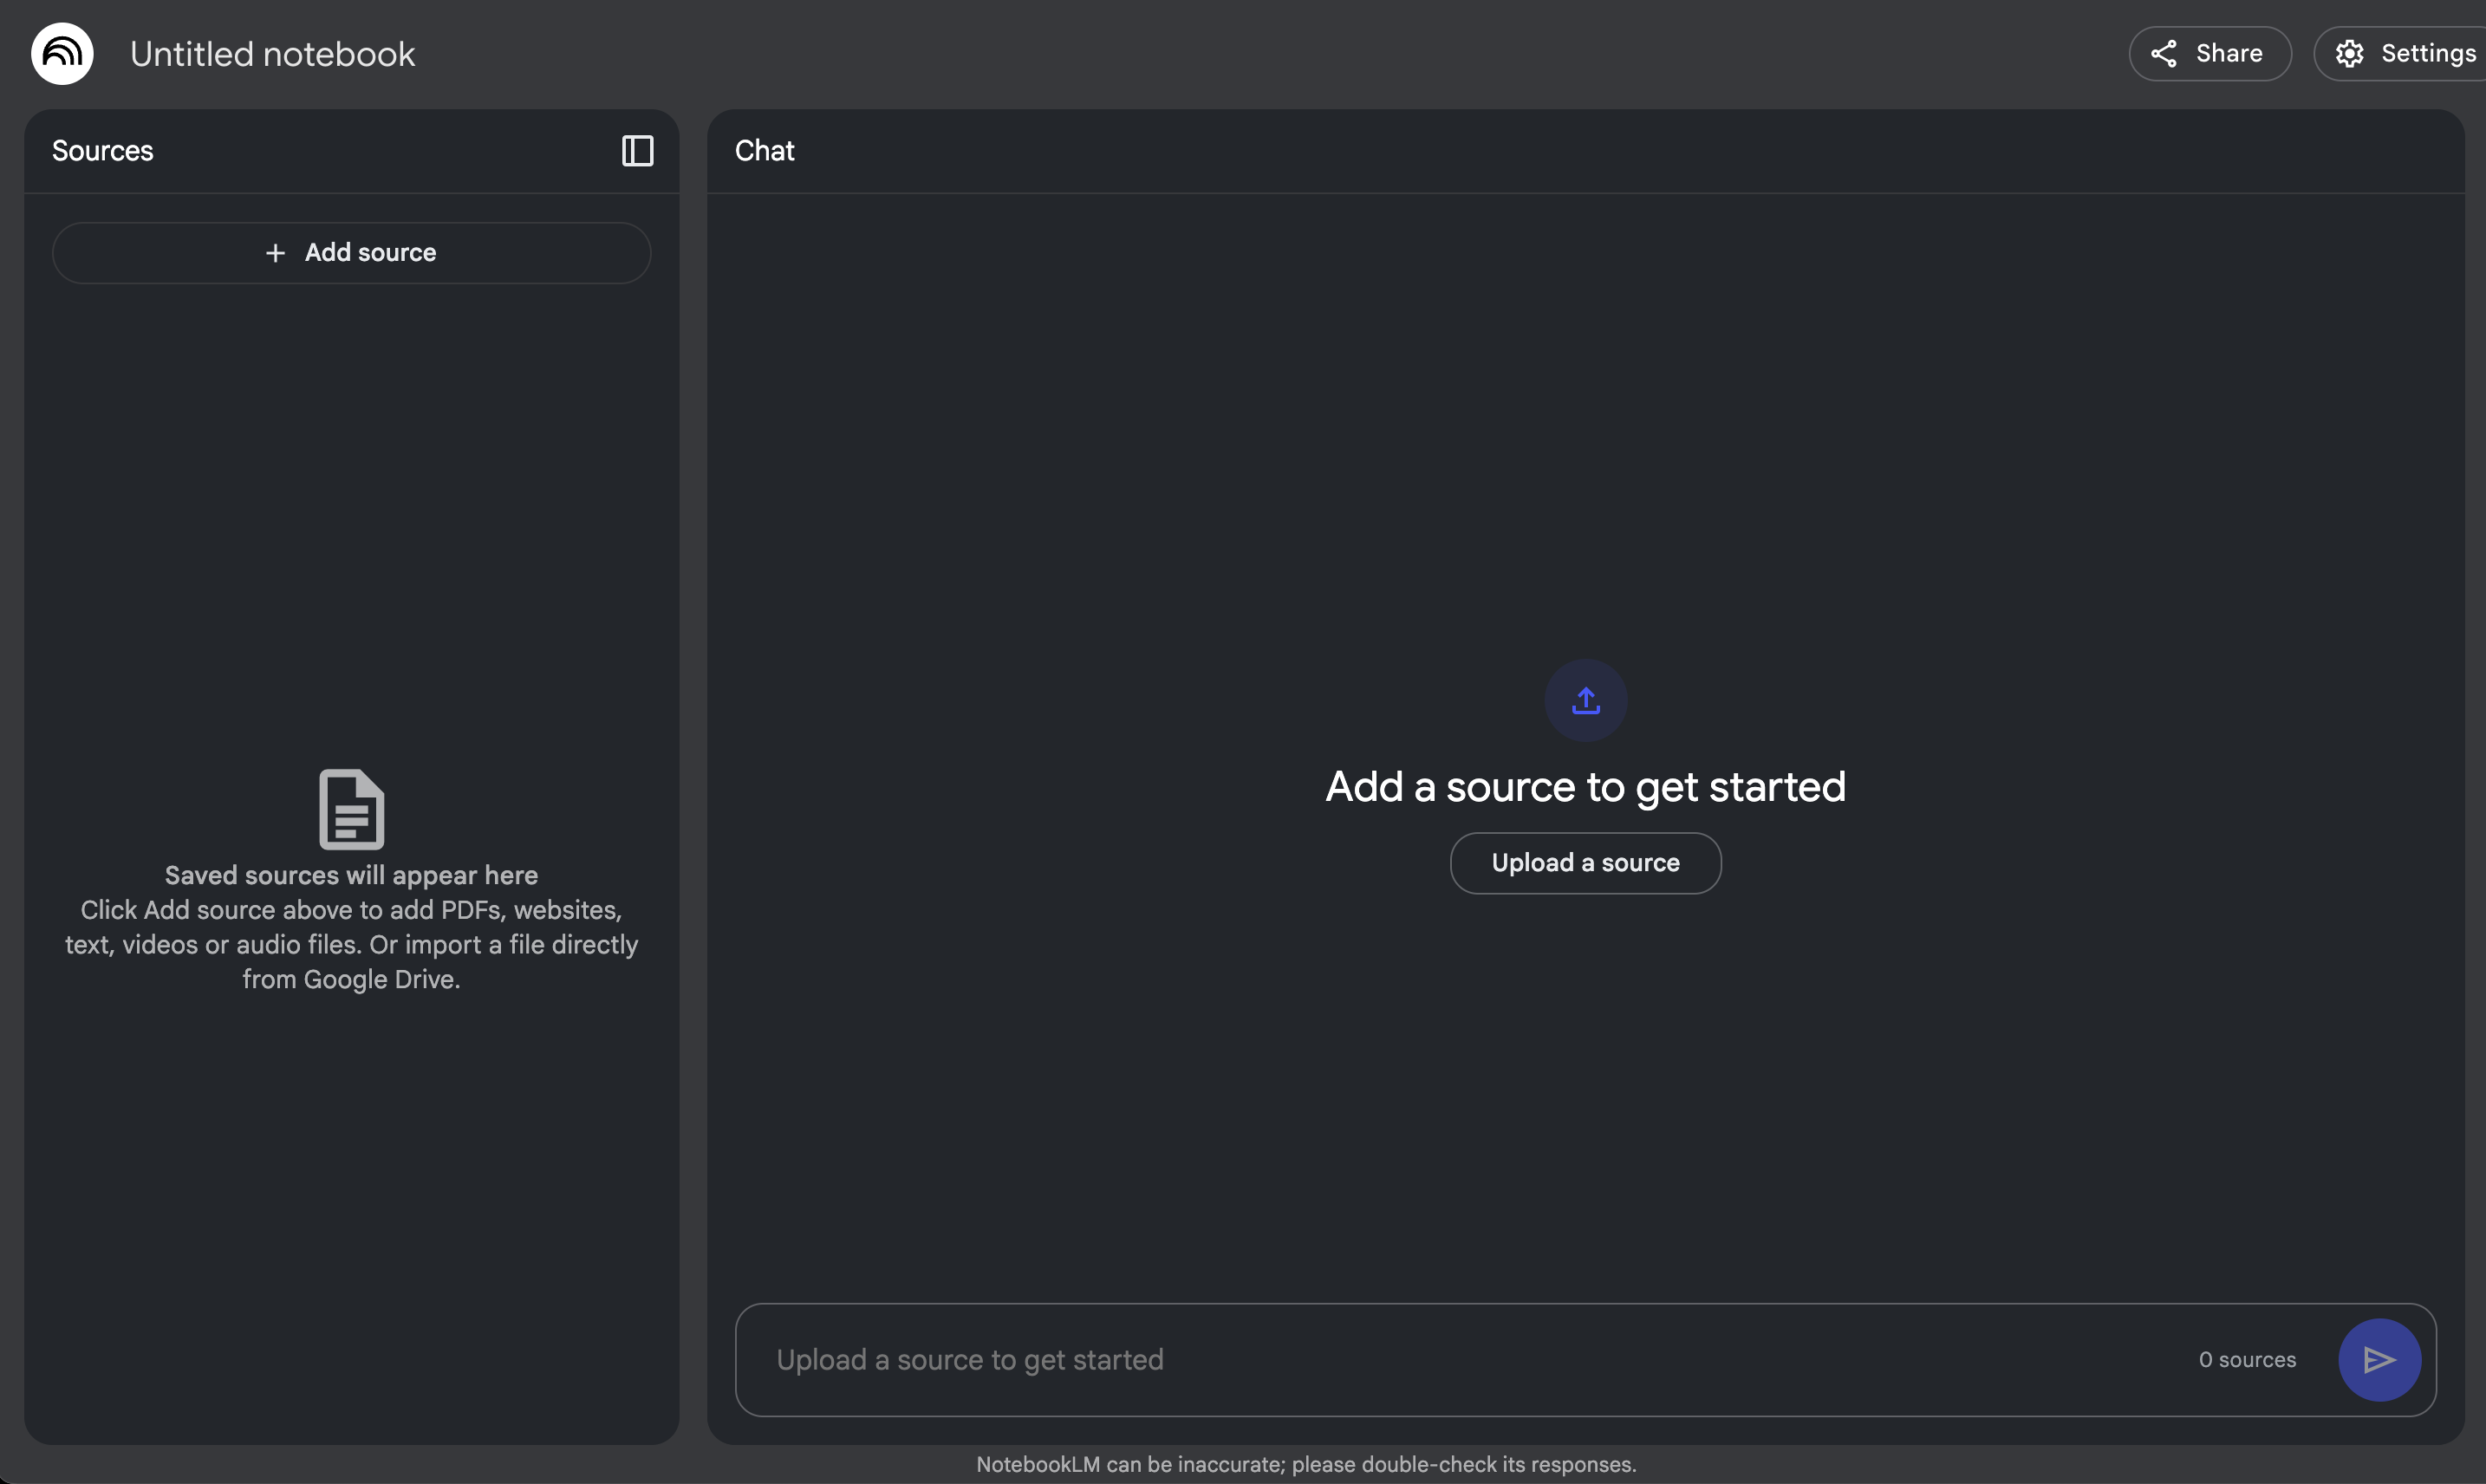 Untitled notebook
Share
Settings
Sources
Add source
Saved sources will appear here
Click Add source above to add PDFs, websites,
text, videos or audio files. Or import a file directly
from Google Drive.
Chat
Add a source to get started
Upload a source
Upload a source to get started
0 sources
NotebookLM can be inaccurate; please double-check its responses.